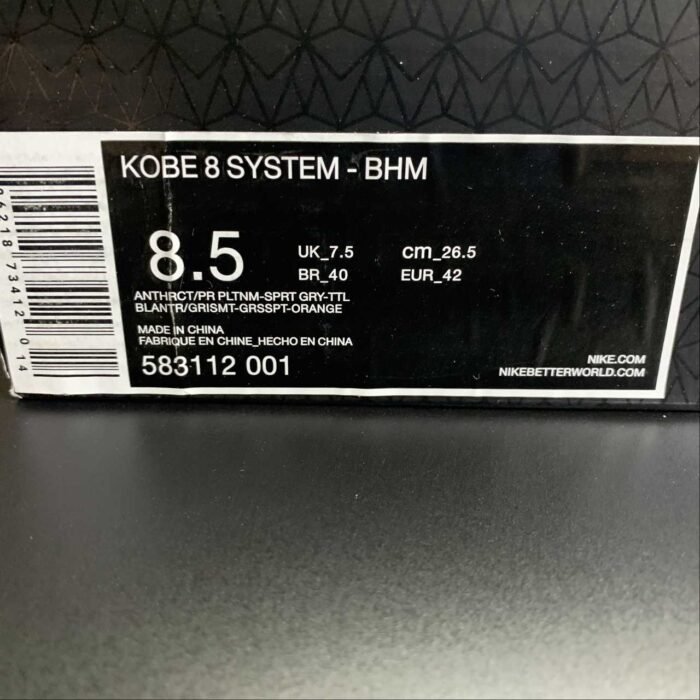 KOBE 8 SYSTEM - BHM
8.5
UK_7.5 cm_26.5
BR_40 EUR_42
ANTHRCT/PR PLTNM-SPRT GRY-TTL
BLANTR/GRISMT-GRSSPT-ORANGE
MADE IN CHINA
FABRIQUE EN CHINE_HECHO EN CHINA
583112 001
NIKE.COM
NIKEBETTERWORLD.COM